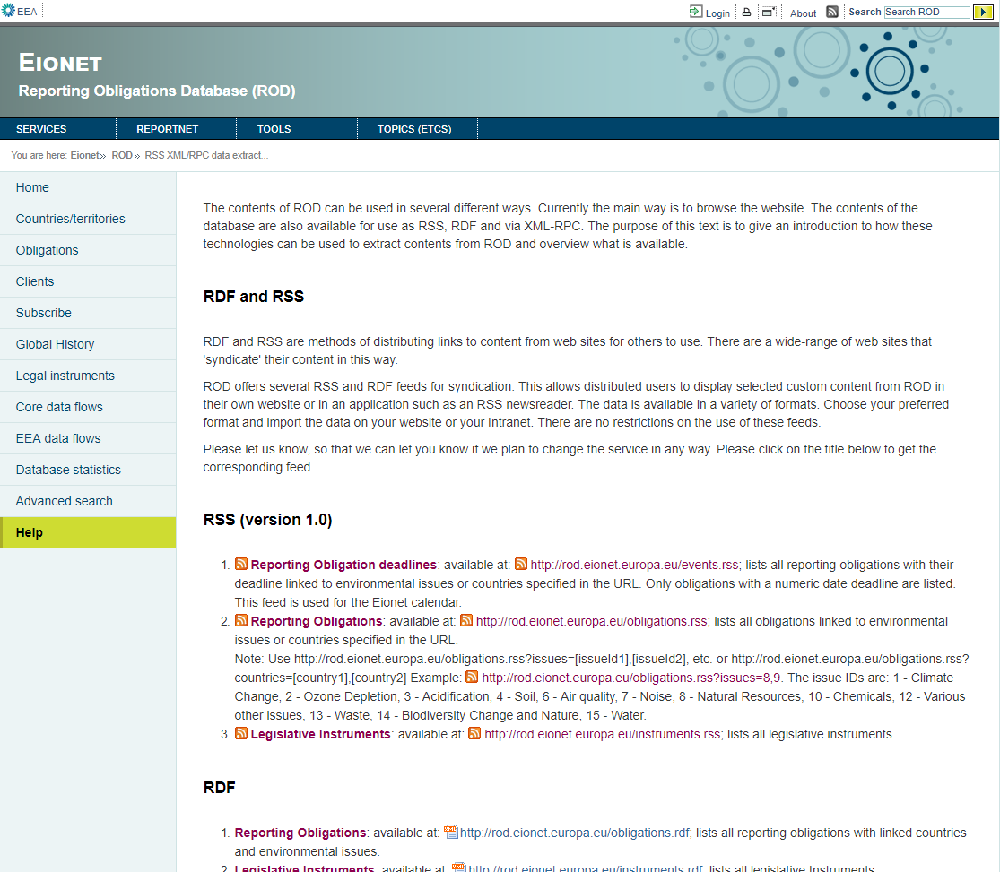 EEA
Login
About
Search
Search ROD
EIONET
Reporting Obligations Database (ROD)
SERVICES
REPORTNET
TOOLS
TOPICS (ETCS)
You are here: Eionet» ROD» RSS XML/RPC data extract...
Home
Countries/territories
Obligations
Clients
Subscribe
Global History
Legal instruments
Core data flows
EEA data flows
Database statistics
Advanced search
Help
The contents of ROD can be used in several different ways. Currently the main way is to browse the website. The contents of the
database are also available for use as RSS, RDF and via XML-RPC. The purpose of this text is to give an introduction to how these
technologies can be used to extract contents from ROD and overview what is available.
RDF and RSS
RDF and RSS are methods of distributing links to content from web sites for others to use. There are a wide-range of web sites that
'syndicate' their content in this way.
ROD offers several RSS and RDF feeds for syndication. This allows distributed users to display selected custom content from ROD in
their own website or in an application such as an RSS newsreader. The data is available in a variety of formats. Choose your preferred
format and import the data on your website or your Intranet. There are no restrictions on the use of these feeds.
Please let us know, so that we can let you know if we plan to change the service in any way. Please click on the title below to get the
corresponding feed.
RSS (version 1.0)
1. Reporting Obligation deadlines: available at: http://rod.eionet.europa.eu/events.rss; lists all reporting obligations with their
deadline linked to environmental issues or countries specified in the URL. Only obligations with a numeric date deadline are listed.
This feed is used for the Eionet calendar.
2. Reporting Obligations: available at: http://rod.eionet.europa.eu/obligations.rss; lists all obligations linked to environmental
issues or countries specified in the URL.
Note: Use http://rod.eionet.europa.eu/obligations.rss?issues=[issueId1],[issueId2], etc. or http://rod.eionet.europa.eu/obligations.rss?
countries=[country1],[country2] Example: http://rod.eionet.europa.eu/obligations.rss?issues=8,9. The issue IDs are: 1 - Climate
Change, 2 - Ozone Depletion, 3 - Acidification, 4 - Soil, 6 - Air quality, 7 - Noise, 8 - Natural Resources, 10 - Chemicals, 12 - Various
other issues, 13 - Waste, 14 - Biodiversity Change and Nature, 15 - Water.
3. Legislative Instruments: available at: http://rod.eionet.europa.eu/instruments.rss; lists all legislative instruments.
RDF
1. Reporting Obligations: available at: http://rod.eionet.europa.eu/obligations.rdf; lists all reporting obligations with linked countries
and environmental issues.
2. Legislative Instruments: available at: http://rod.eionet.europa.eu/instruments.rdf; lists all legislative Instruments.